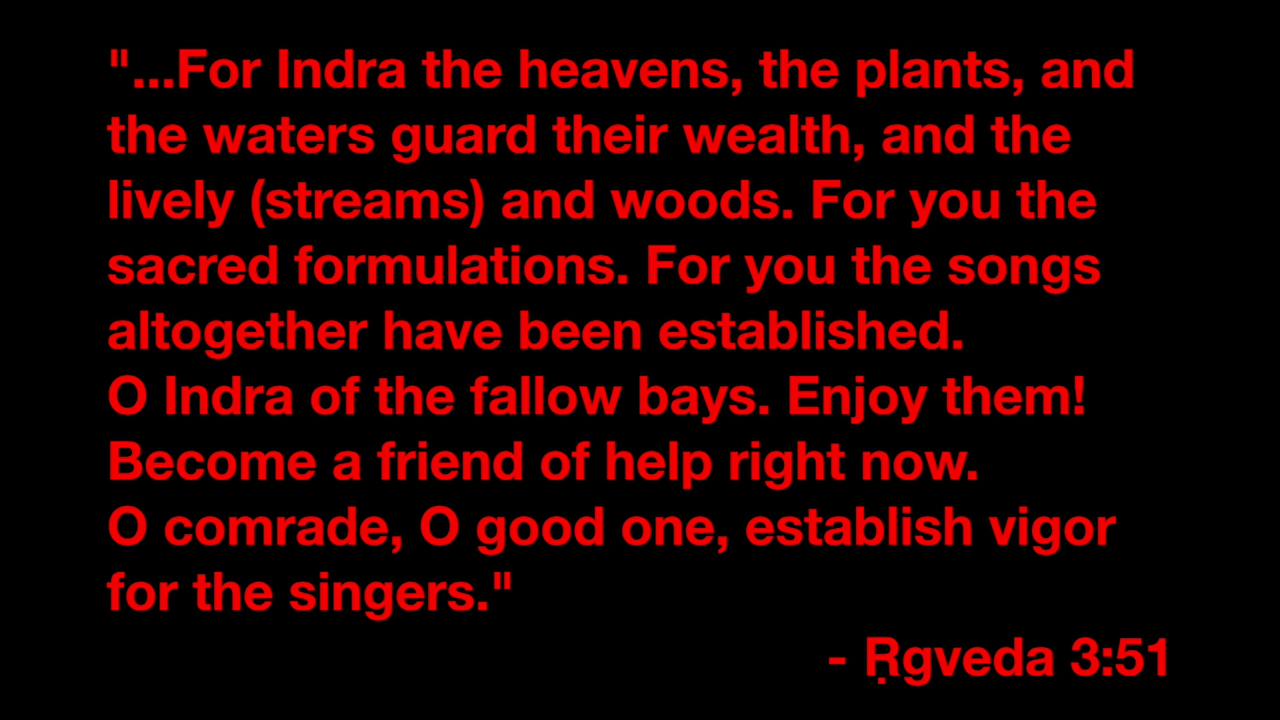 "...For Indra the heavens, the plants, and
the waters guard their wealth, and the
lively (streams) and woods. For you the
sacred formulations. For you the songs
altogether have been established.
O Indra of the fallow bays. Enjoy them!
Become a friend of help right now.
O comrade, O good one, establish vigor
for the singers."
- Ṛgveda 3:51